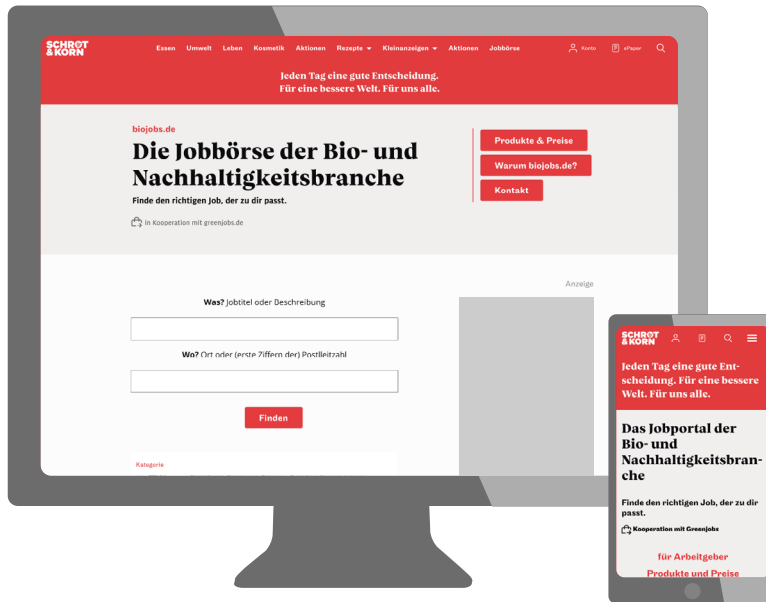 SCHROT
& KORN
Essen Umwelt Leben Kosmetik Aktionen Rezepte Kleinanzeigen Aktionen Jobbörse Konto ePaper
Jeden Tag eine gute Entscheidung.
Für eine bessere Welt. Für uns alle.
biojobs.de
Die Jobbörse der Bio- und
Nachhaltigkeitsbranche
Finde den richtigen Job, der zu dir passt.
in Kooperation mit greenjobs.de
Produkte & Preise
Warum biojobs.de?
Kontakt
Anzeige
Was? Jobtitel oder Beschreibung
Wo? Ort oder (erste Ziffern der) Postlleitzahl
Finden
Kategorie
SCHROT
& KORN
Jeden Tag eine gute Ent-
scheidung. Für eine bessere
Welt. Für uns alle.
Das Jobportal der
Bio- und
Nachhaltigkeitsbran-
che
Finde den richtigen Job, der zu dir
passt.
Kooperation mit Greenjobs
für Arbeitgeber
Produkte und Preise